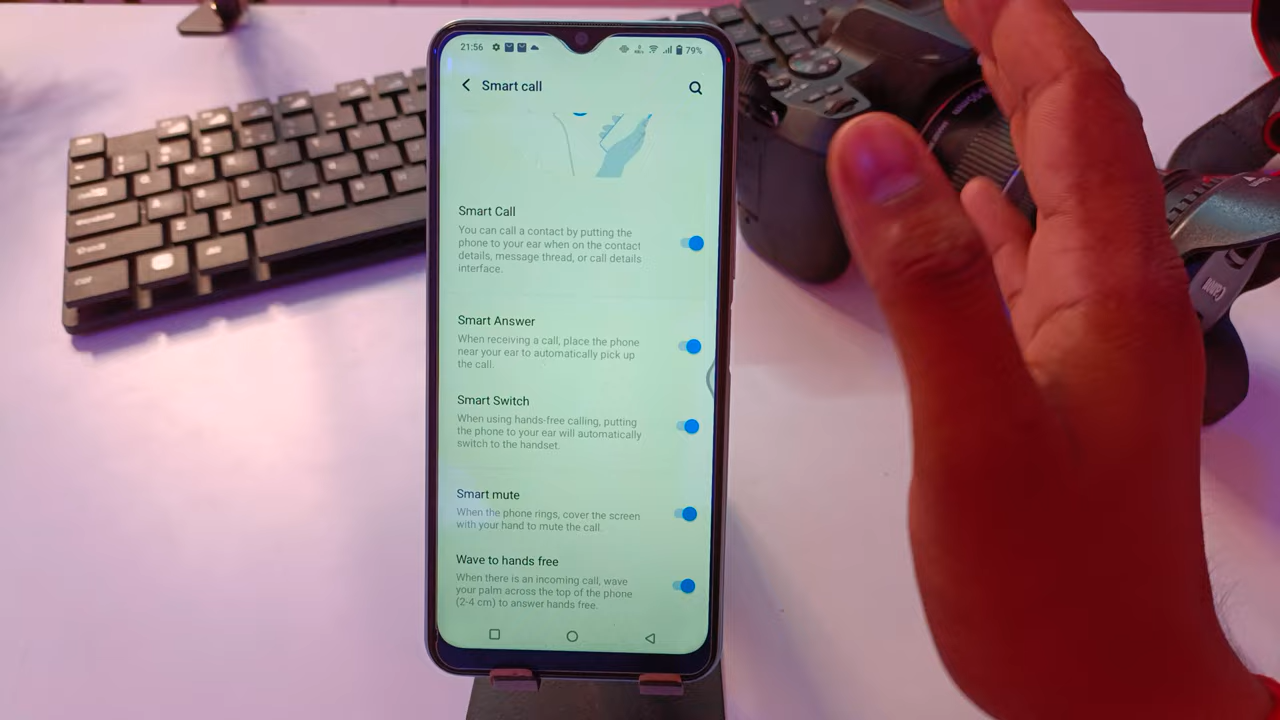 21:56
79%
Smart call
Smart Call
You can call a contact by putting the
phone to your ear when on the contact
details, message thread, or call details
interface.
Smart Answer
When receiving a call, place the phone
near your ear to automatically pick up
the call.
Smart Switch
When using hands-free calling, putting
the phone to your ear will automatically
switch to the handset.
Smart mute
When the phone rings, cover the screen
with your hand to mute the call.
Wave to hands free
When there is an incoming call, wave
your palm across the top of the phone
(2-4 cm) to answer hands free.